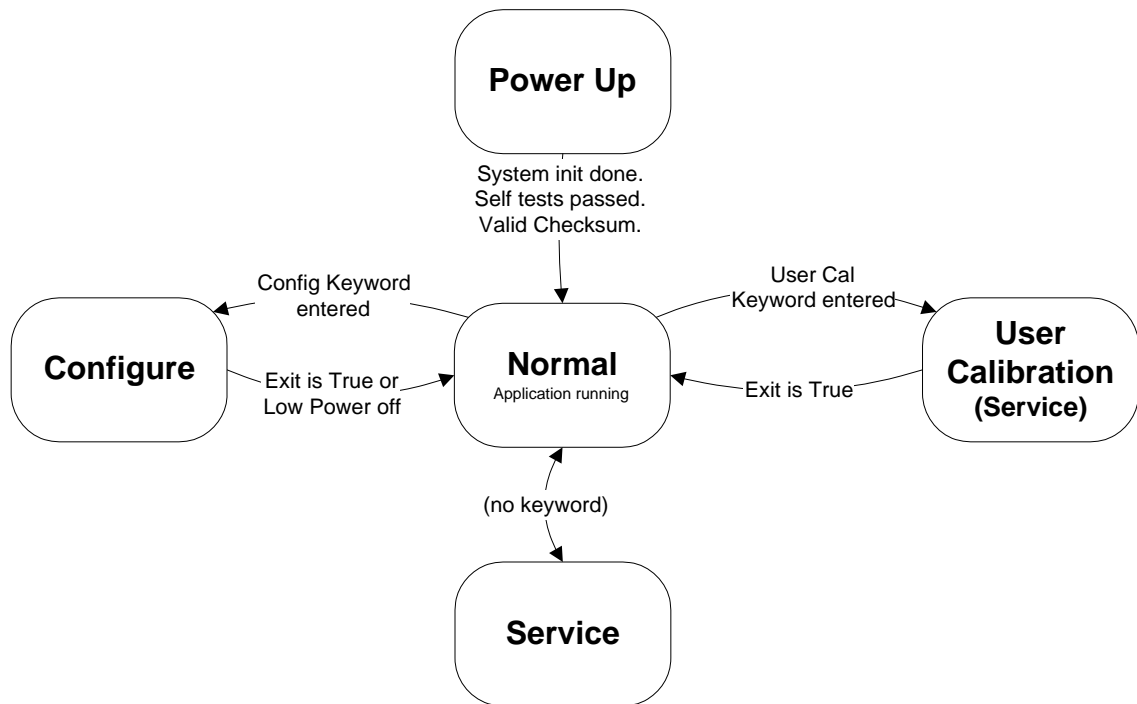 Power Up
System init done.
Self tests passed.
Valid Checksum.
Config Keyword
entered
User Cal
Keyword entered
Configure
Exit is True or
Low Power off
Normal
Application running
Exit is True
User
Calibration
(Service)
(no keyword)
Service